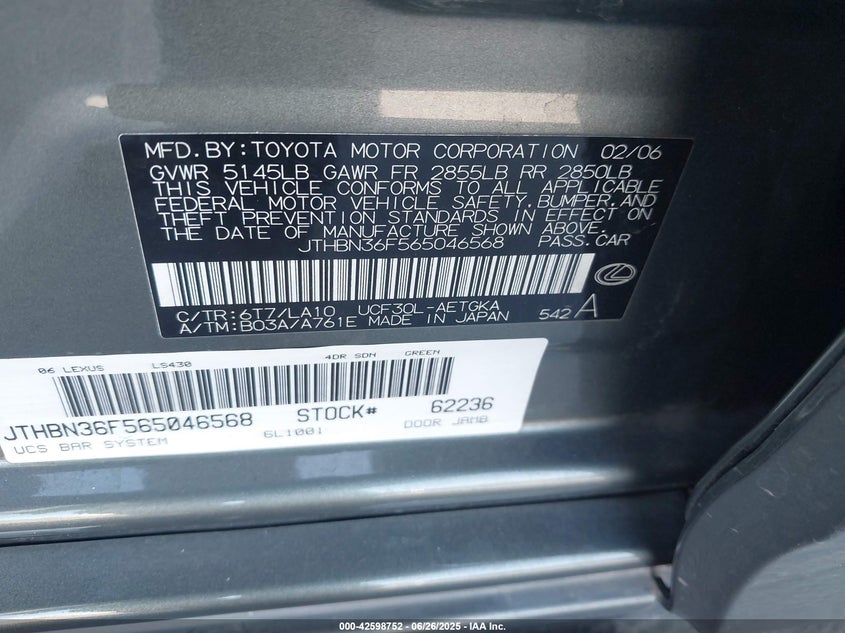 MFD.BY:TOYOTA MOTOR CORPORATION 02/06
GVWR 5145LB GAWR FR 2855LB RR 2850LB
THIS VEHICLE CONFORMS TO ALL APPLICABLE
FEDERAL MOTOR VEHICLE SAFETY,BUMPER,AND
THEFT PREVENTION STANDARDS IN EFFECT ON
THE DATE OF MANUFACTURE SHOWN ABOVE.
JTHBN36F565046568 PASS.CAR
C/TR:6T7/LA10 UCF30L-AETGKA
A/TM:B03A/A761E MADE IN JAPAN 542 A
06 LEXUS LS430 4DR SDN GREEN
JTHBN36F565046568 STOCK# 62236
UCS BAR SYSTEM 6L1001 DOOR JAMB
000-42598752 | 06/26/2025 | IAA Inc.